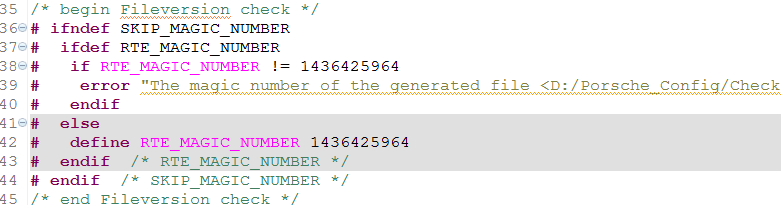 35 /* begin Fileversion check */
36 # ifndef SKIP_MAGIC_NUMBER
37 #  ifdef RTE_MAGIC_NUMBER
38 #   if RTE_MAGIC_NUMBER != 1436425964
39 #    error "The magic number of the generated file <D:/Porsche_Config/Check
40 #   endif
41 #  else
42 #   define RTE_MAGIC_NUMBER 1436425964
43 #  endif  /* RTE_MAGIC_NUMBER */
44 # endif  /* SKIP_MAGIC_NUMBER */
45 /* end Fileversion check */